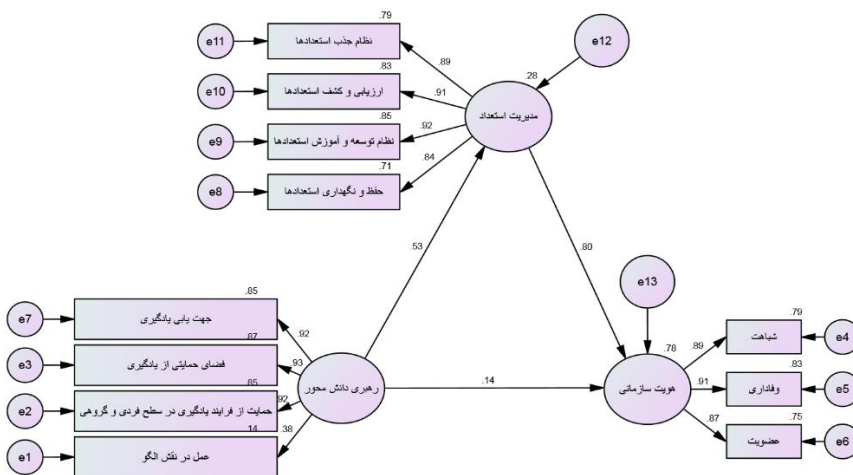 .79
e11
نظام جذب استعدادها
.89
e12
.83
.28
e10
ارزیابی و کشف استعدادها
.91
مدیریت استعداد
.85
e9
نظام توسعه و آموزش استعدادها
.92
.71
.84
e8
حفظ و نگهداری استعدادها
.53
.80
e13
.85
e7
جهت یابی یادگیری
.92
.79
.87
.78
شباهت
e4
.89
e3
فضای حمایتی از یادگیری
.93
.83
.85
رهبری دانش محور
.14
هویت سازمانی
.91
وفاداری
e5
e2
حمایت از فرایند یادگیری در سطح فردی و گروهی
.92
.75
.14
.38
.87
عضویت
e6
e1
عمل در نقش الگو